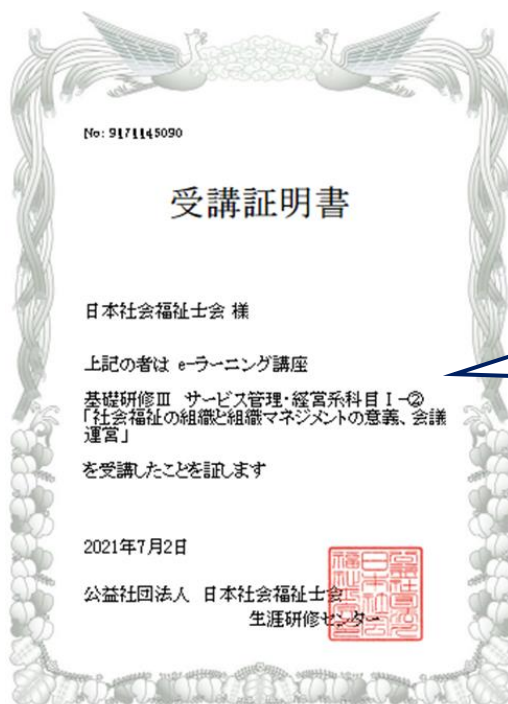 No: 9171145090
受講証明書
日本社会福祉士会 様
上記の者は e-ラーニング講座
基礎研修Ⅲ サービス管理・経営系科目Ⅰ-②
「社会福祉の組織と組織マネジメントの意義、会議
運営」
を受講したことを証します
2021年7月2日
公益社団法人 日本社会福祉士会
生涯研修センター